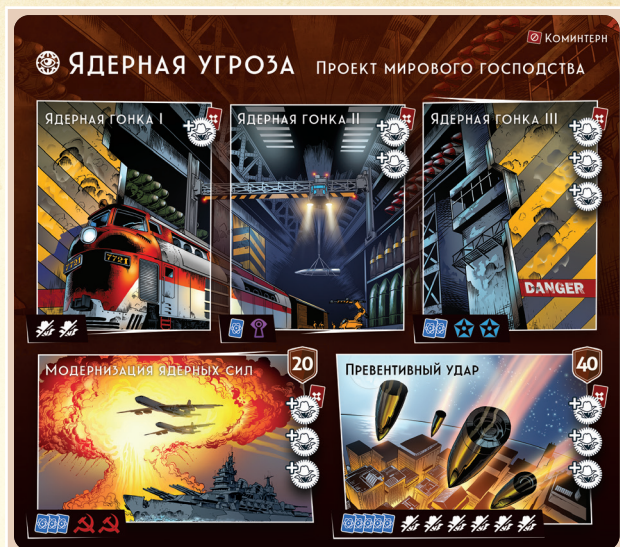 Коминтерн
Ядерная угроза Проект мирового господства
Ядерная гонка I
Ядерная гонка II
Ядерная гонка III
+
+
+
+
+
+
7721
7721
DANGER
Модернизация ядерных сил
20
Превентивный удар
40
+
+
+
+
+
+